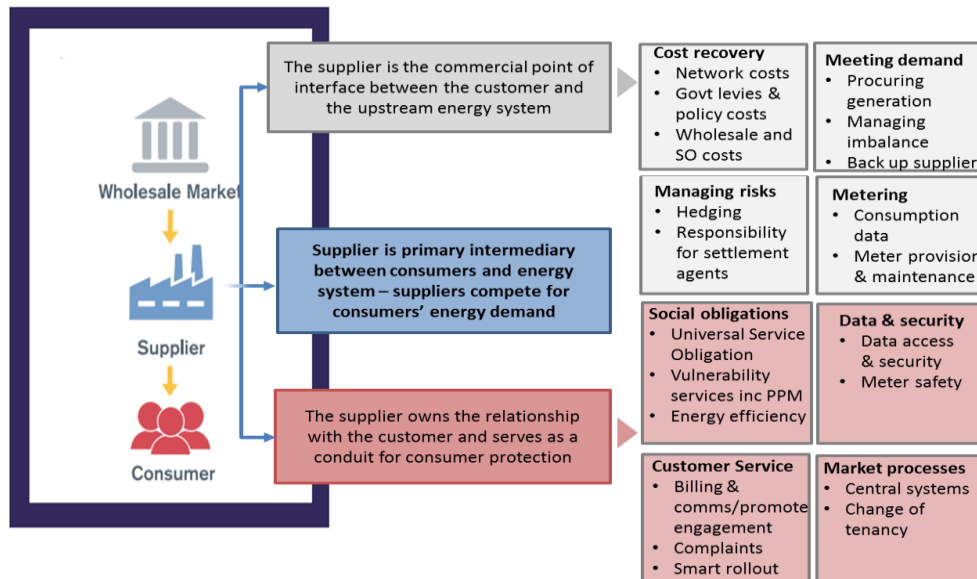 Wholesale Market
Supplier
Consumer
The supplier is the commercial point of
interface between the customer and
the upstream energy system
Supplier is primary intermediary
between consumers and energy
system – suppliers compete for
consumers' energy demand
The supplier owns the relationship
with the customer and serves as a
conduit for consumer protection
Cost recovery
• Network costs
• Govt levies &
policy costs
• Wholesale and
SO costs
Meeting demand
• Procuring
generation
• Managing
imbalance
• Back up supplier
Managing risks
• Hedging
• Responsibility
for settlement
agents
Metering
• Consumption
data
• Meter provision
& maintenance
Social obligations
• Universal Service
Obligation
• Vulnerability
services inc PPM
• Energy efficiency
Data & security
• Data access
& security
• Meter safety
Customer Service
• Billing &
comms/promote
engagement
• Complaints
• Smart rollout
Market processes
• Central systems
• Change of
tenancy